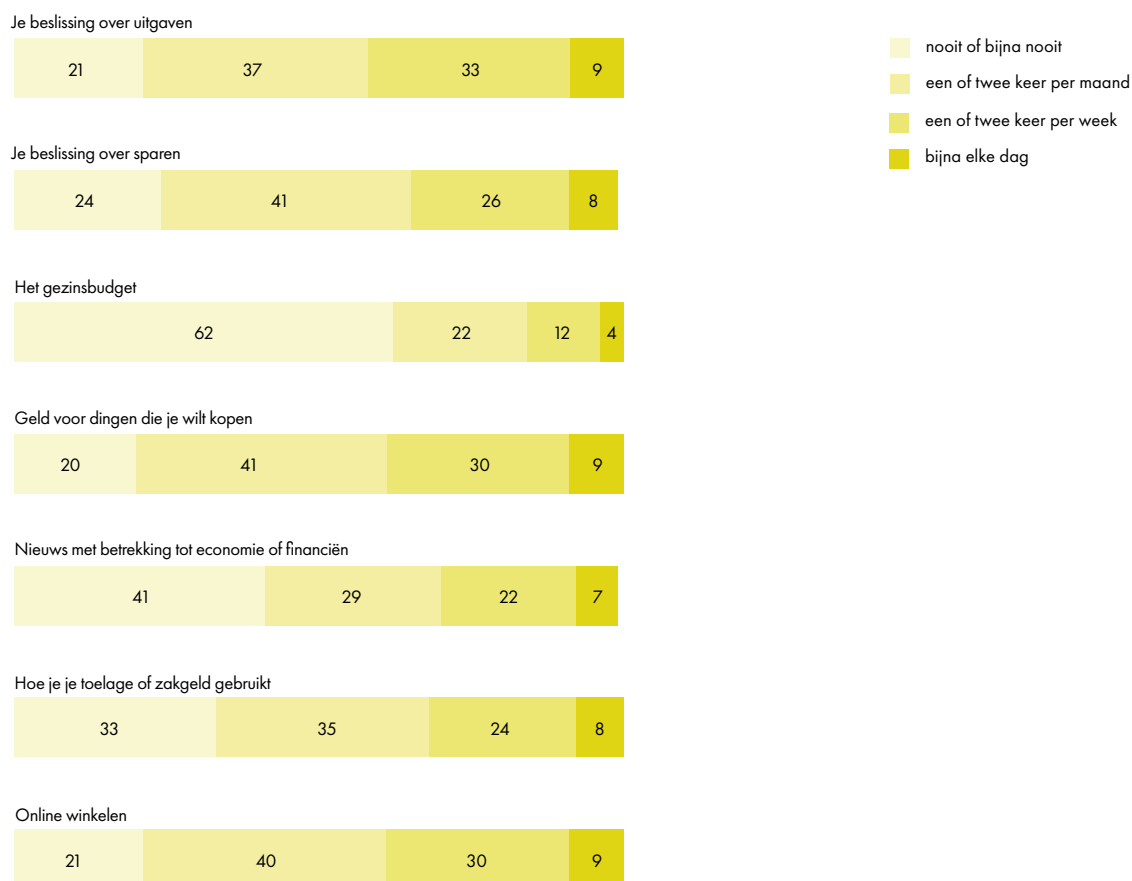 Je beslissing over uitgaven
21 37 33 9
nooit of bijna nooit
een of twee keer per maand
een of twee keer per week
bijna elke dag
Je beslissing over sparen
24 41 26 8
Het gezinsbudget
62 22 12 4
Geld voor dingen die je wilt kopen
20 41 30 9
Nieuws met betrekking tot economie of financiën
41 29 22 7
Hoe je je toelage of zakgeld gebruikt
33 35 24 8
Online winkelen
21 40 30 9